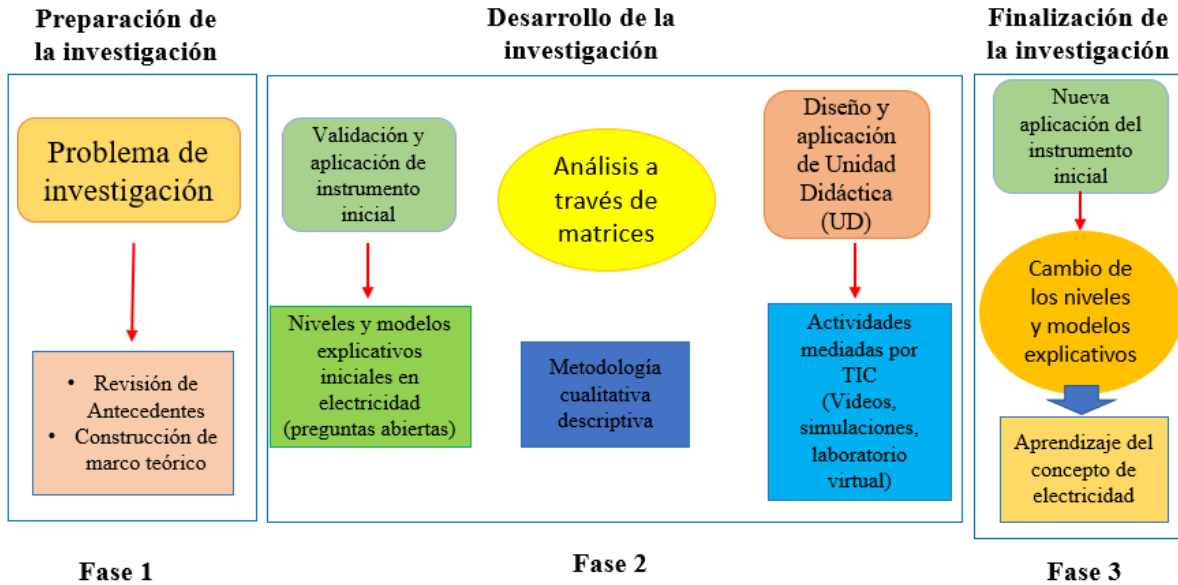 Preparación de
la investigación
Problema de
investigación
• Revisión de
Antecedentes
• Construcción de
marco teórico
Fase 1
Desarrollo de la
investigación
Validación y
aplicación de
instrumento
inicial
Niveles y modelos
explicativos
iniciales en
electricidad
(preguntas abiertas)
Análisis a
través de
matrices
Metodología
cualitativa
descriptiva
Diseño y
aplicación
de Unidad
Didáctica
(UD)
Actividades
mediadas por
TIC
(Videos,
simulaciones,
laboratorio
virtual)
Fase 2
Finalización de
la investigación
Nueva
aplicación del
instrumento
inicial
Cambio de
los niveles
y modelos
explicativos
Aprendizaje del
concepto de
electricidad
Fase 3